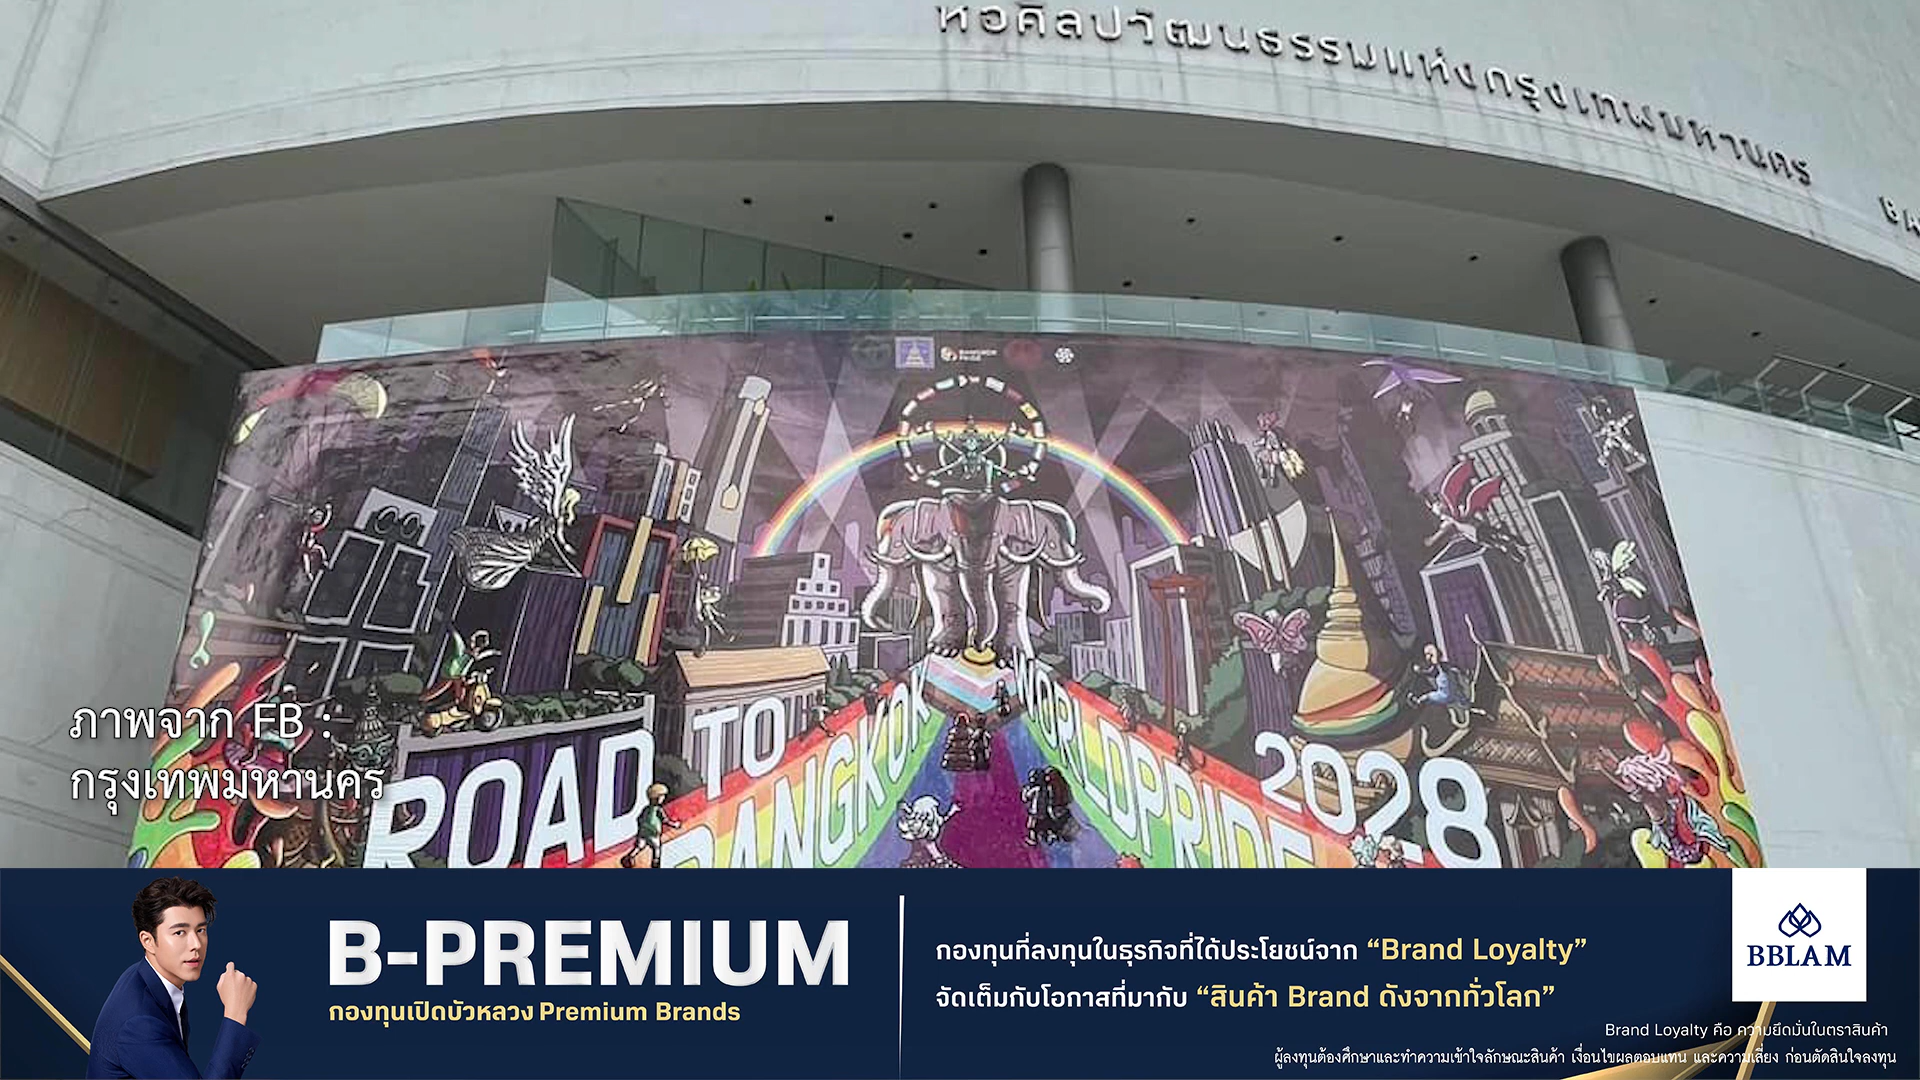 หอศิลปวัฒนธรรมแห่งกรุงเทพมหานคร
BANGKOK PRIDE
ROAD TO
BANGKOK
WORLDPRIDE
2028
ภาพจาก FB :
กรุงเทพมหานคร
B-PREMIUM
กองทุนเปิดบัวหลวง Premium Brands
กองทุนที่ลงทุนในธุรกิจที่ได้ประโยชน์จาก “Brand Loyalty”
จัดเต็มกับโอกาสที่มากับ “สินค้า Brand ดังจากทั่วโลก”
BBLAM
Brand Loyalty คือ ความยึดมั่นในตราสินค้า
ผู้ลงทุนต้องศึกษาและทำความเข้าใจลักษณะสินค้า เงื่อนไขผลตอบแทน และความเสี่ยง ก่อนตัดสินใจลงทุน